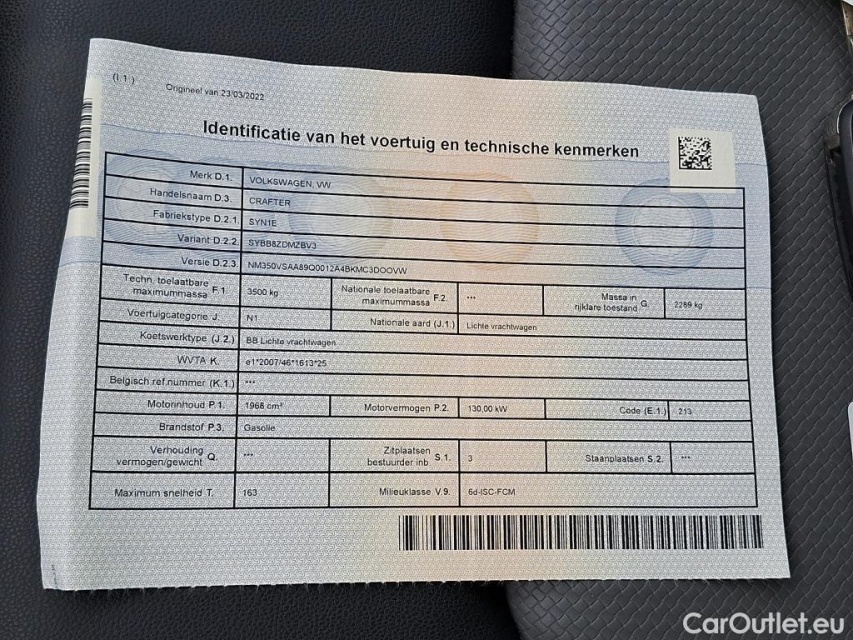 (I.1)
Origineel van 23/03/2022
Identificatie van het voertuig en technische kenmerken
Merk D.1. VOLKSWAGEN, VW
Handelsnaam D.3. CRAFTER
Fabriekstype D.2.1. SYN1E
Variant D.2.2. SYBB8ZDMZBV3
Versie D.2.3. NM350VSAA89Q0012A4BKMC3DOOVW
Techn. toelaatbare maximummassa F.1. 3500 kg Nationale toelaatbare maximummassa F.2. *** Massa in rijklare toestand G. 2289 kg
Voertuigcategorie J. N1 Nationale aard (J.1.) Lichte vrachtwagen
Koetswerktype (J.2.) BB Lichte vrachtwagen
WVTA K. e1*2007/46*1613*25
Belgisch ref.nummer (K.1.) ***
Motorinhoud P.1. 1968 cm³ Motorvermogen P.2. 130,00 kW Code (E.1.) 213
Brandstof P.3. Gasolie
Verhouding vermogen/gewicht Q. *** Zitplaatsen bestuurder inb. S.1. 3 Staanplaatsen S.2. ***
Maximum snelheid T. 163 Milieuklasse V.9. 6d-ISC-FCM
CarOutlet.eu